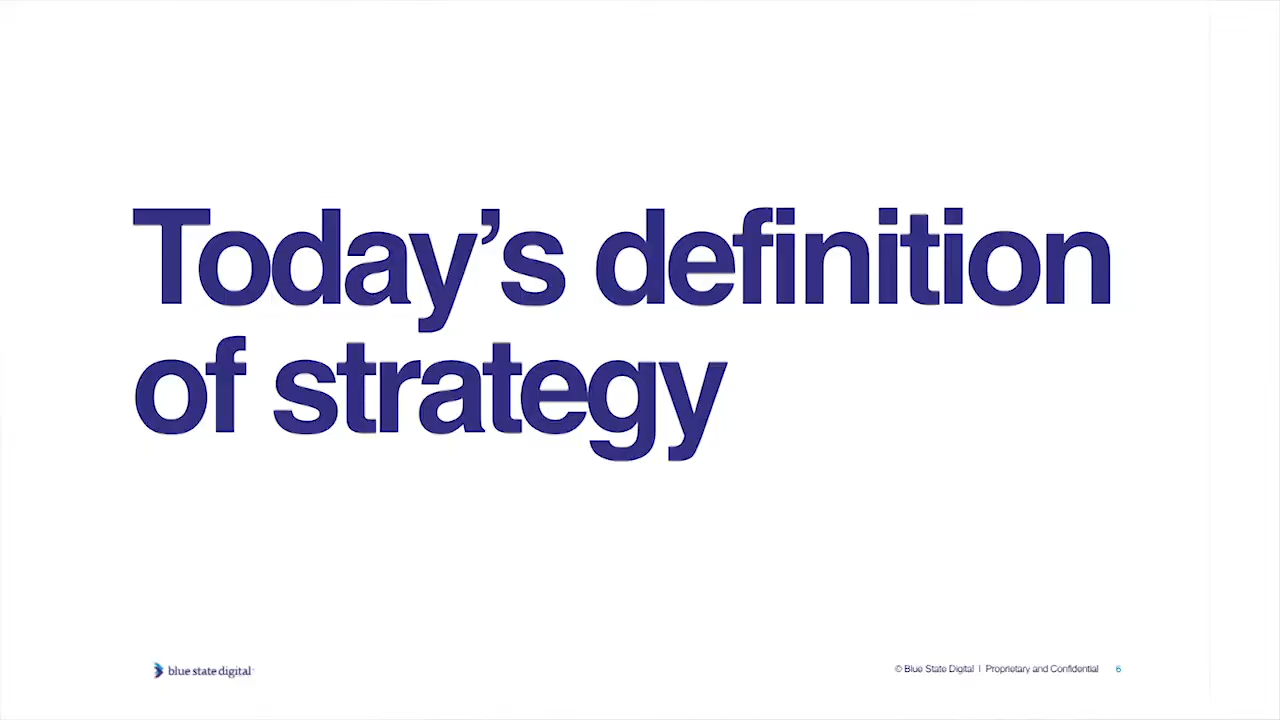 Today’s definition
of strategy
blue state digital
© Blue State Digital | Proprietary and Confidential 6